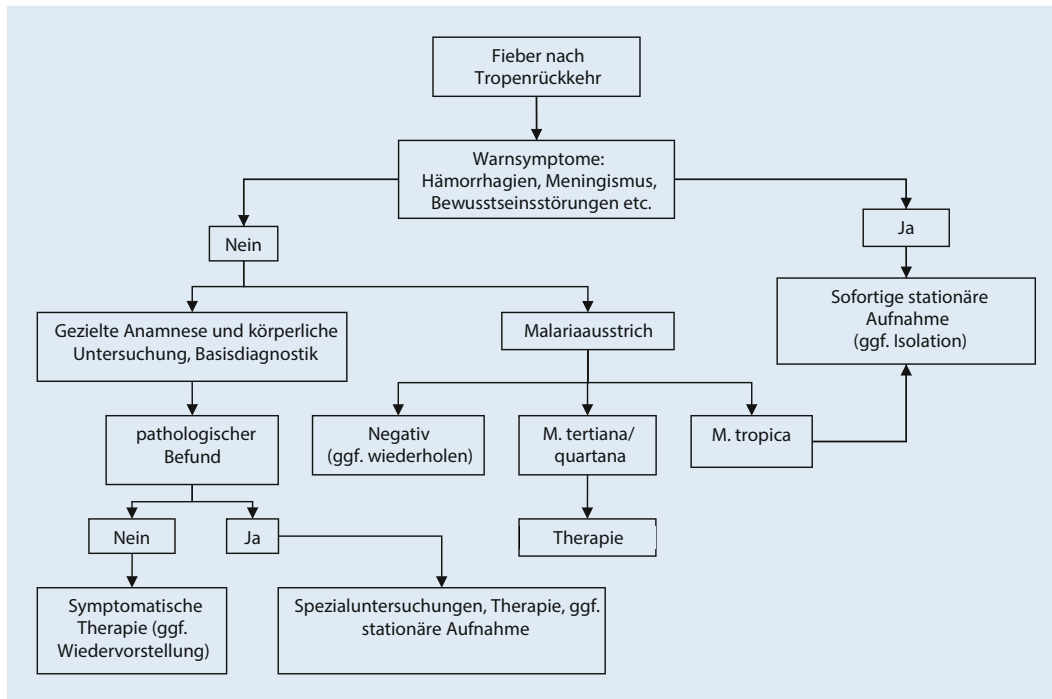 Fieber nach
Tropenrückkehr
Warnsymptome:
Hämorrhagien, Meningismus,
Bewusstseinsstörungen etc.
Nein
Ja
Gezielte Anamnese und körperliche
Untersuchung, Basisdiagnostik
Malariaausstrich
Sofortige stationäre
Aufnahme
(ggf. Isolation)
pathologischer
Befund
Negativ
(ggf. wiederholen)
M. tertiana/
quartana
M. tropica
Nein
Ja
Therapie
Symptomatische
Therapie (ggf.
Wiedervorstellung)
Spezialuntersuchungen, Therapie, ggf.
stationäre Aufnahme